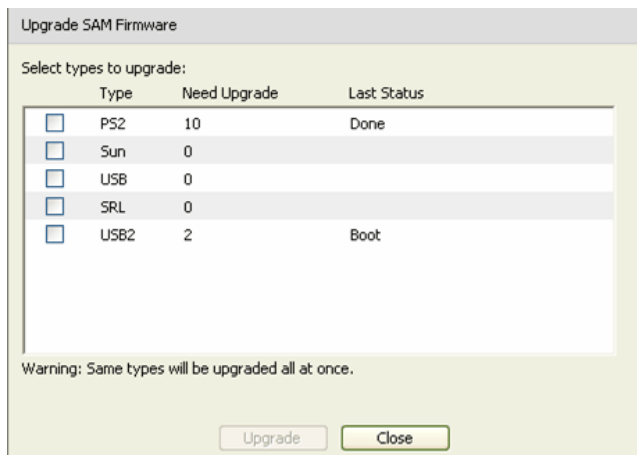 Upgrade SAM Firmware
Select types to upgrade:
Type Need Upgrade Last Status
PS2 10 Done
Sun 0
USB 0
SRL 0
USB2 2 Boot
Warning: Same types will be upgraded all at once.
Upgrade Close